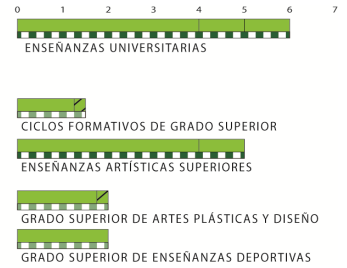 0 1 2 3 4 5 6 7
ENSEÑANZAS UNIVERSITARIAS
CICLOS FORMATIVOS DE GRADO SUPERIOR
ENSEÑANZAS ARTÍSTICAS SUPERIORES
GRADO SUPERIOR DE ARTES PLÁSTICAS Y DISEÑO
GRADO SUPERIOR DE ENSEÑANZAS DEPORTIVAS